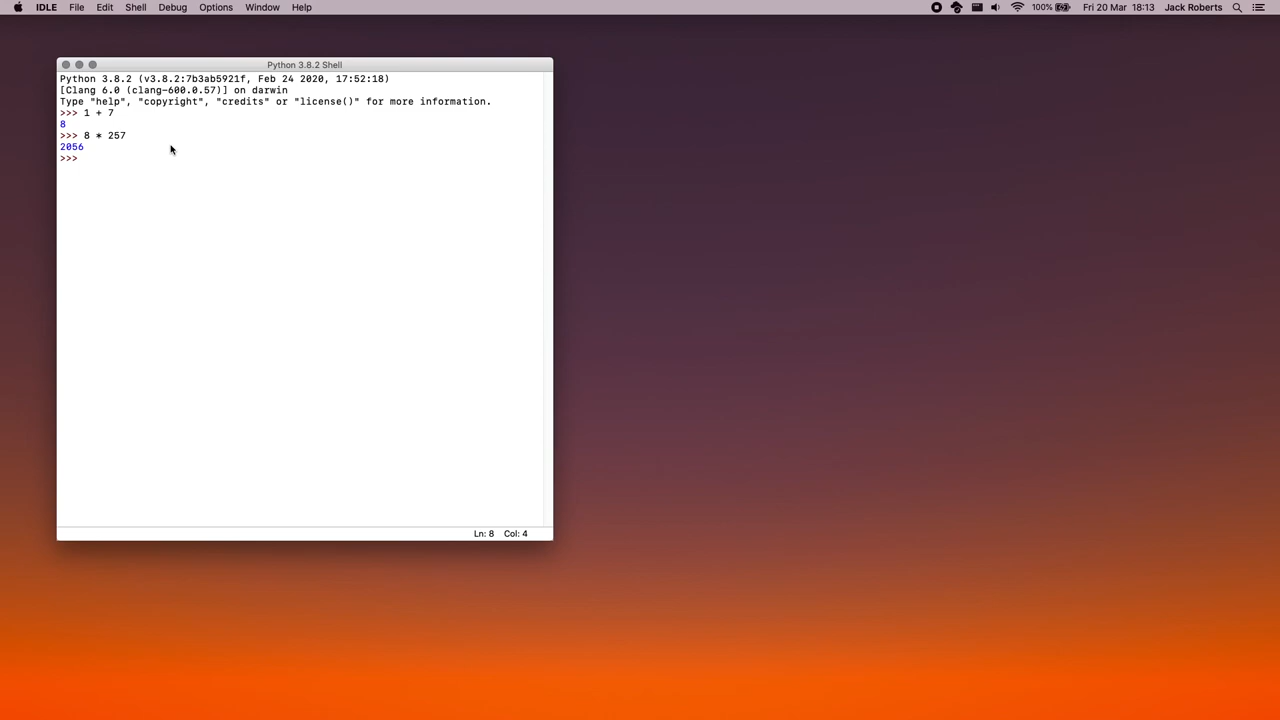 IDLE File Edit Shell Debug Options Window Help 100% Fri 20 Mar 18:13 Jack Roberts
Python 3.8.2 Shell
Python 3.8.2 (v3.8.2:7b3ab5921f, Feb 24 2020, 17:52:18)
[Clang 6.0 (clang-600.0.57)] on darwin
Type "help", "copyright", "credits" or "license()" for more information.
>>> 1 + 7
8
>>> 8 * 257
2056
>>>
Ln: 8 Col: 4